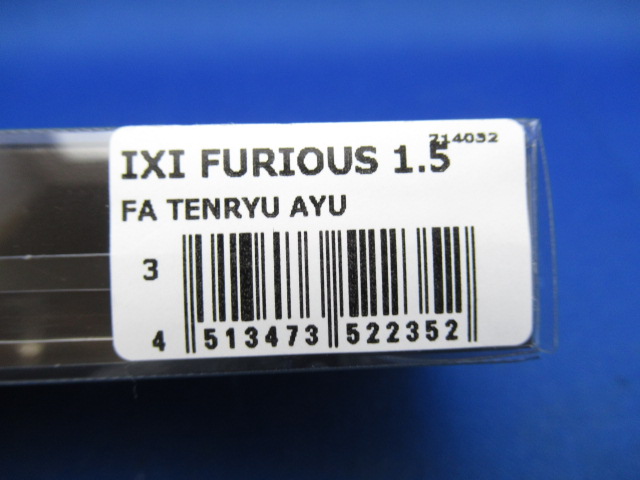 714032
IXI FURIOUS 1.5
FA TENRYU AYU
3
4 513473 522352